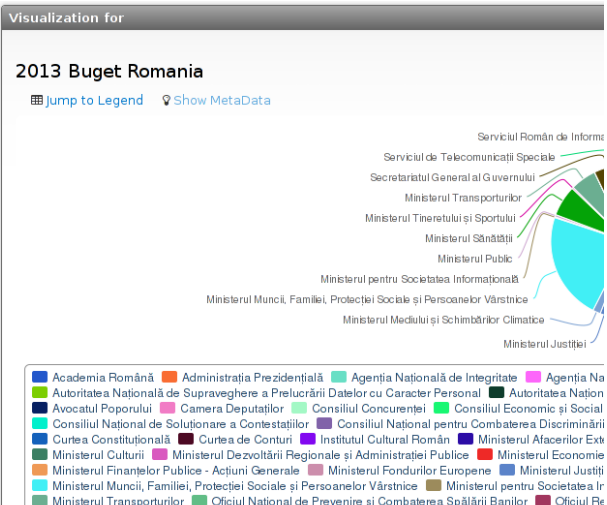 Visualization for
2013 Buget Romania
Jump to Legend Show MetaData
Serviciul Român de Informa
Serviciul de Telecomunicații Speciale
Secretariatul General al Guvernului
Ministerul Transporturilor
Ministerul Tineretului și Sportului
Ministerul Sănătății
Ministerul Public
Ministerul pentru Societatea Informațională
Ministerul Muncii, Familiei, Protecției Sociale și Persoanelor Vârstnice
Ministerul Mediului și Schimbărilor Climatice
Ministerul Justiției
Academia Română Administrația Prezidențială Agenția Națională de Integritate Agenția Na
Autoritatea Națională de Supraveghere a Prelucrării Datelor cu Caracter Personal Autoritatea Națion
Avocatul Poporului Camera Deputaților Consiliul Concurenței Consiliul Economic și Social
Consiliul Național de Soluționare a Contestațiilor Consiliul Național pentru Combaterea Discriminării
Curtea Constituțională Curtea de Conturi Institutul Cultural Român Ministerul Afacerilor Exte
Ministerul Culturii Ministerul Dezvoltării Regionale și Administrației Publice Ministerul Economie
Ministerul Finanțelor Publice - Acțiuni Generale Ministerul Fondurilor Europene Ministerul Justiți
Ministerul Muncii, Familiei, Protecției Sociale și Persoanelor Vârstnice Ministerul pentru Societatea In
Ministerul Transporturilor Oficiul Național de Prevenire și Combaterea Spălării Banilor Oficiul Re